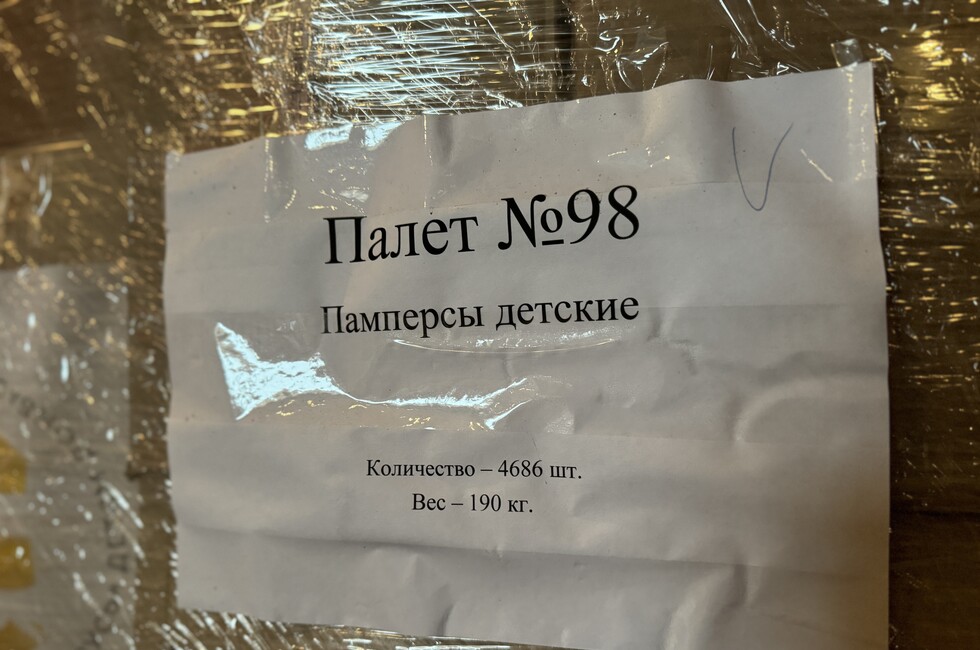 Палет №98
Памперсы детские
Количество – 4686 шт.
Вес – 190 кг.